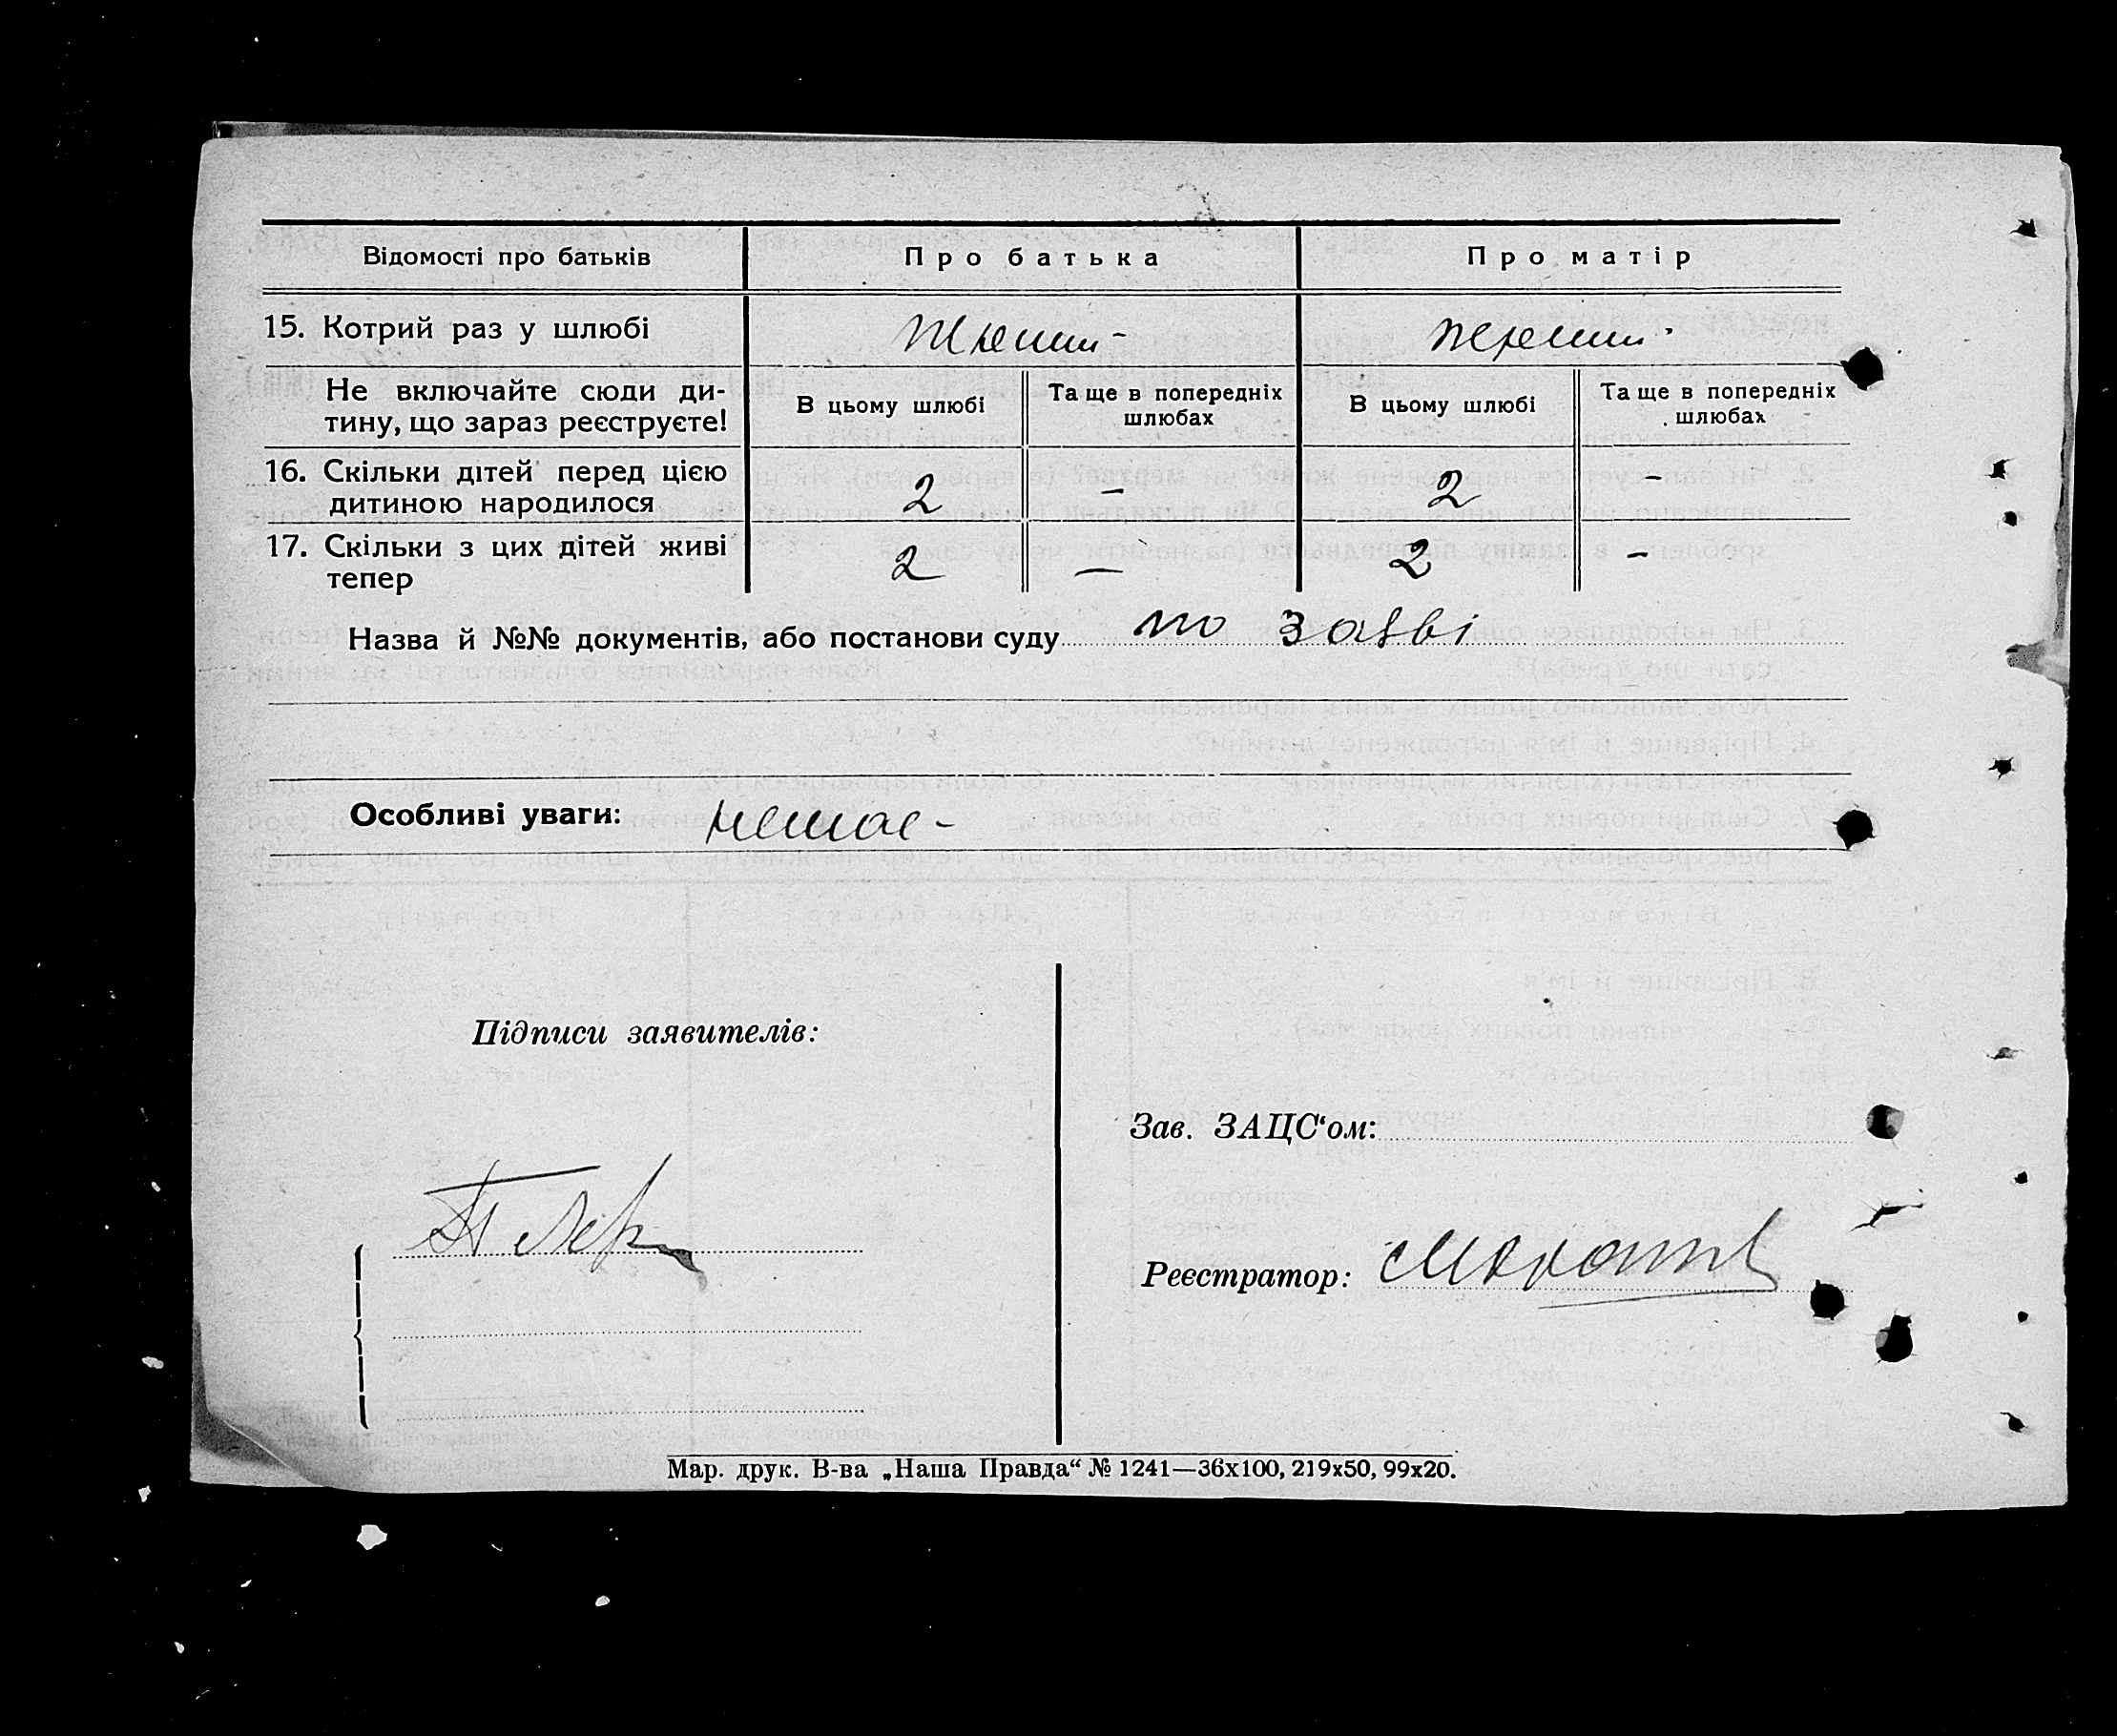 Відомості про батьків Про батька Про матір
15. Котрий раз у шлюбі
Не включайте сюди ди-
тину, що зараз реєструєте!
В цьому шлюбі Та ще в попередніх шлюбах В цьому шлюбі Та ще в попередніх шлюбах
16. Скільки дітей перед цією
дитиною народилося 2 – 2 –
17. Скільки з цих дітей живі
тепер 2 – 2 –
Назва й №№ документів, або постанови суду по заяві
Особливі уваги: немає -
Підписи заявителів:
Зав. ЗАЦС‘ом:
Реєстратор:
Мар. друк. В-ва „Наша Правда“ № 1241—36х100, 219х50, 99х20.